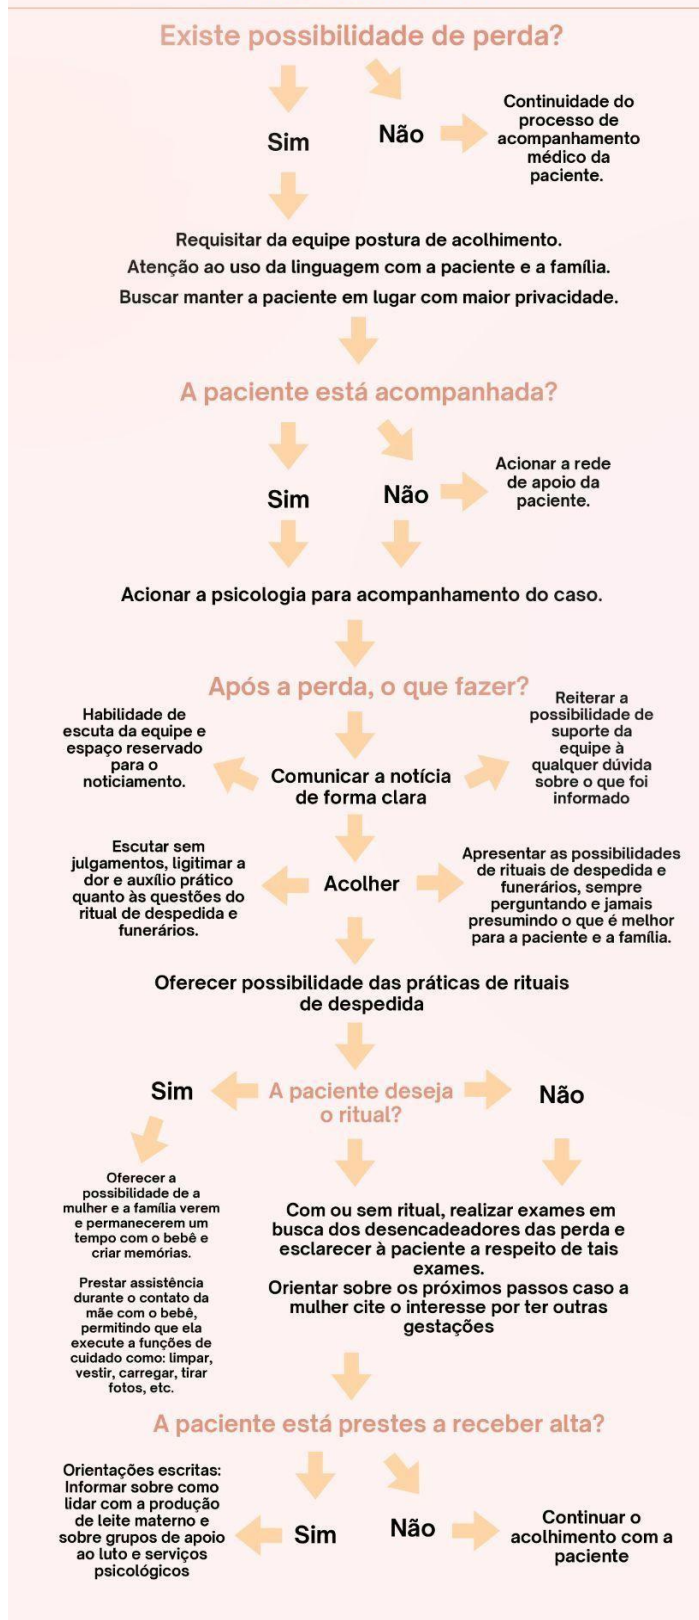 Existe possibilidade de perda?
Sim
Não
Continuidade do
processo de
acompanhamento
médico da
paciente.
Requisitar da equipe postura de acolhimento.
Atenção ao uso da linguagem com a paciente e a família.
Buscar manter a paciente em lugar com maior privacidade.
A paciente está acompanhada?
Sim
Não
Acionar a rede
de apoio da
paciente.
Acionar a psicologia para acompanhamento do caso.
Após a perda, o que fazer?
Habilidade de
escuta da equipe e
espaço reservado
para o
noticiamento.
Comunicar a notícia
de forma clara
Reiterar a
possibilidade de
suporte da
equipe à
qualquer dúvida
sobre o que foi
informado
Escutar sem
julgamentos, ligitimar a
dor e auxílio prático
quanto às questões do
ritual de despedida e
funerários.
Acolher
Apresentar as possibilidades
de rituais de despedida e
funerários, sempre
perguntando e jamais
presumindo o que é melhor
para a paciente e a família.
Oferecer possibilidade das práticas de rituais
de despedida
Sim
A paciente deseja
o ritual?
Não
Oferecer a
possibilidade de a
mulher e a família verem
e permanecerem um
tempo com o bebê e
criar memórias.
Prestar assistência
durante o contato da
mãe com o bebê,
permitindo que ela
execute a funções de
cuidado como: limpar,
vestir, carregar, tirar
fotos, etc.
Com ou sem ritual, realizar exames em
busca dos desencadeadores das perda e
esclarecer à paciente a respeito de tais
exames.
Orientar sobre os próximos passos caso a
mulher cite o interesse por ter outras
gestações
A paciente está prestes a receber alta?
Orientações escritas:
Informar sobre como
lidar com a produção
de leite materno e
sobre grupos de apoio
ao luto e serviços
psicológicos
Sim
Não
Continuar o
acolhimento com a
paciente